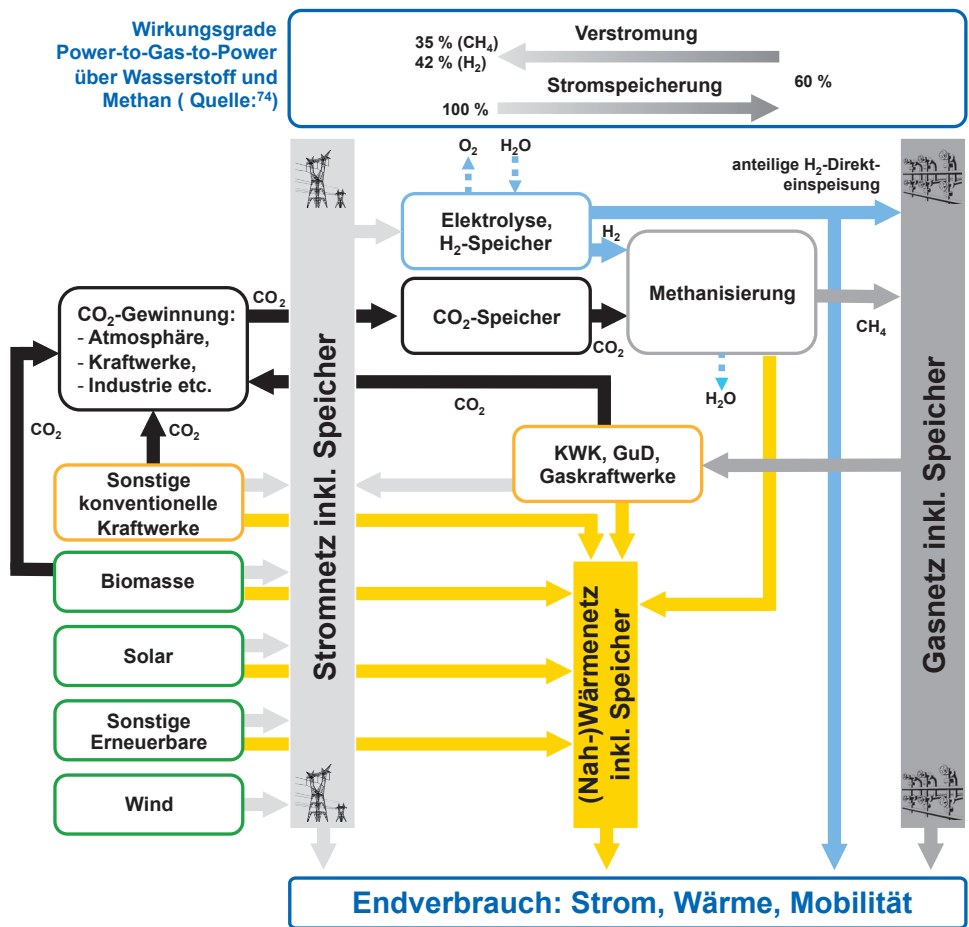 Wirkungsgrade
Power-to-Gas-to-Power
über Wasserstoff und
Methan ( Quelle:⁷⁴)
Verstromung
35 % (CH₄)
42 % (H₂)
60 %
Stromspeicherung
100 %
O₂
H₂O
anteilige H₂-Direkt-
einspeisung
Elektrolyse,
H₂-Speicher
H₂
Methanisierung
CO₂
CO₂-Gewinnung:
- Atmosphäre,
- Kraftwerke,
- Industrie etc.
CO₂-Speicher
CO₂
CH₄
H₂O
CO₂
CO₂
CO₂
KWK, GuD,
Gaskraftwerke
Sonstige
konventionelle
Kraftwerke
Biomasse
Solar
Sonstige
Erneuerbare
Wind
Stromnetz inkl. Speicher
(Nah-)Wärmenetz
inkl. Speicher
Gasnetz inkl. Speicher
Endverbrauch: Strom, Wärme, Mobilität